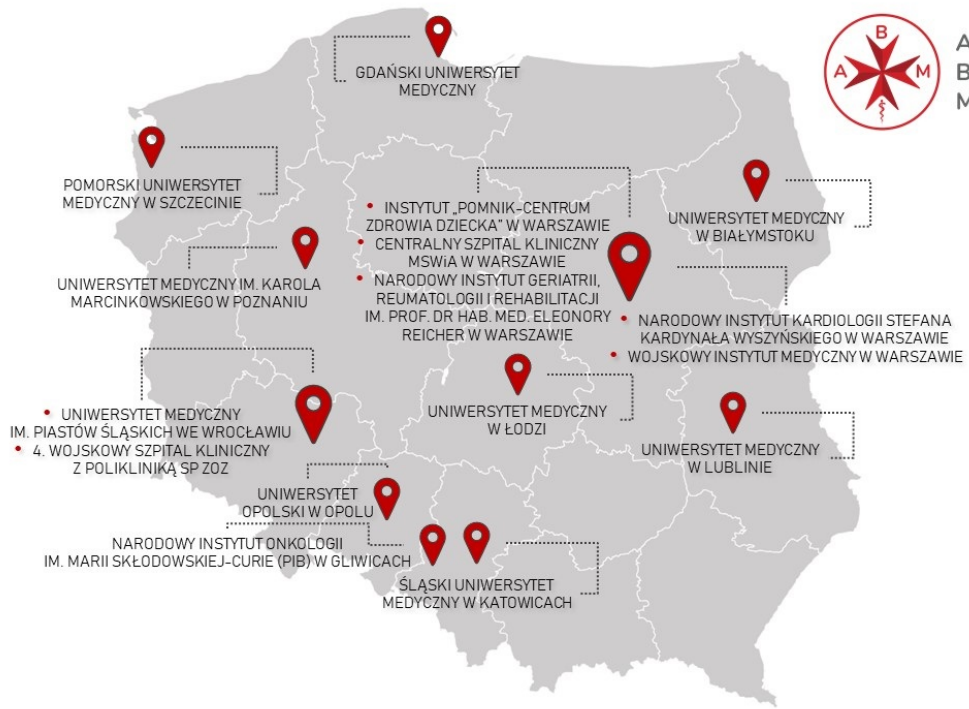 GDAŃSKI UNIWERSYTET
MEDYCZNY
A B M
A
B
M
POMORSKI UNIWERSYTET
MEDYCZNY W SZCZECINIE
• INSTYTUT „POMNIK-CENTRUM
ZDROWIA DZIECKA” W WARSZAWIE
• CENTRALNY SZPITAL KLINICZNY
MSWiA W WARSZAWIE
• NARODOWY INSTYTUT GERIATRII,
REUMATOLOGII I REHABILITACJI
IM. PROF. DR HAB. MED. ELEONORY
REICHER W WARSZAWIE
UNIWERSYTET MEDYCZNY
W BIAŁYMSTOKU
UNIWERSYTET MEDYCZNY IM. KAROLA
MARCINKOWSKIEGO W POZNANIU
• NARODOWY INSTYTUT KARDIOLOGII STEFANA
KARDYNAŁA WYSZYŃSKIEGO W WARSZAWIE
• WOJSKOWY INSTYTUT MEDYCZNY W WARSZAWIE
• UNIWERSYTET MEDYCZNY
IM. PIASTÓW ŚLĄSKICH WE WROCŁAWIU
• 4. WOJSKOWY SZPITAL KLINICZNY
Z POLIKLINIKĄ SP ZOZ
UNIWERSYTET MEDYCZNY
W ŁODZI
UNIWERSYTET MEDYCZNY
W LUBLINIE
UNIWERSYTET
OPOLSKI W OPOLU
NARODOWY INSTYTUT ONKOLOGII
IM. MARII SKŁODOWSKIEJ-CURIE (PIB) W GLIWICACH
ŚLĄSKI UNIWERSYTET
MEDYCZNY W KATOWICACH